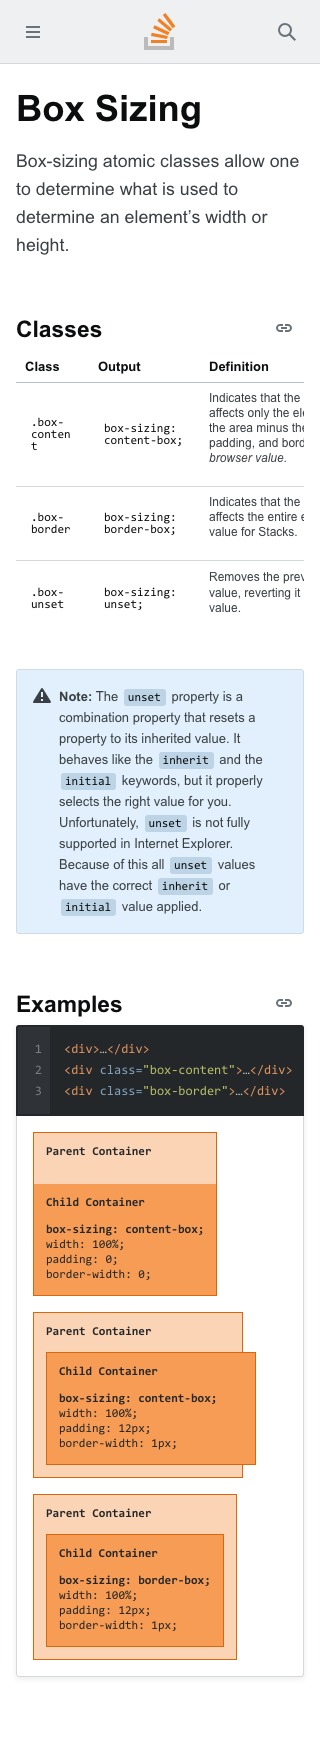 Box Sizing
Box-sizing atomic classes allow one
to determine what is used to
determine an element’s width or
height.
Classes
Class Output Definition
.box-
conten
t
box-sizing:
content-box;
Indicates that the
affects only the
the area minus the
padding, and
browser value.
.box-
border
box-sizing:
border-box;
Indicates that the
affects the entire
value for Stacks.
.box-
unset
box-sizing:
unset;
Removes the
value, reverting it
value.
Note: The unset property is a
combination property that resets a
property to its inherited value. It
behaves like the inherit and the
initial keywords, but it properly
selects the right value for you.
Unfortunately, unset is not fully
supported in Internet Explorer.
Because of this all unset values
have the correct inherit or
initial value applied.
Examples
1 <div>…</div>
2 <div class="box-content">…</div>
3 <div class="box-border">…</div>
Parent Container
Child Container
box-sizing: content-box;
width: 100%;
padding: 0;
border-width: 0;
Parent Container
Child Container
box-sizing: content-box;
width: 100%;
padding: 12px;
border-width: 1px;
Parent Container
Child Container
box-sizing: border-box;
width: 100%;
padding: 12px;
border-width: 1px;